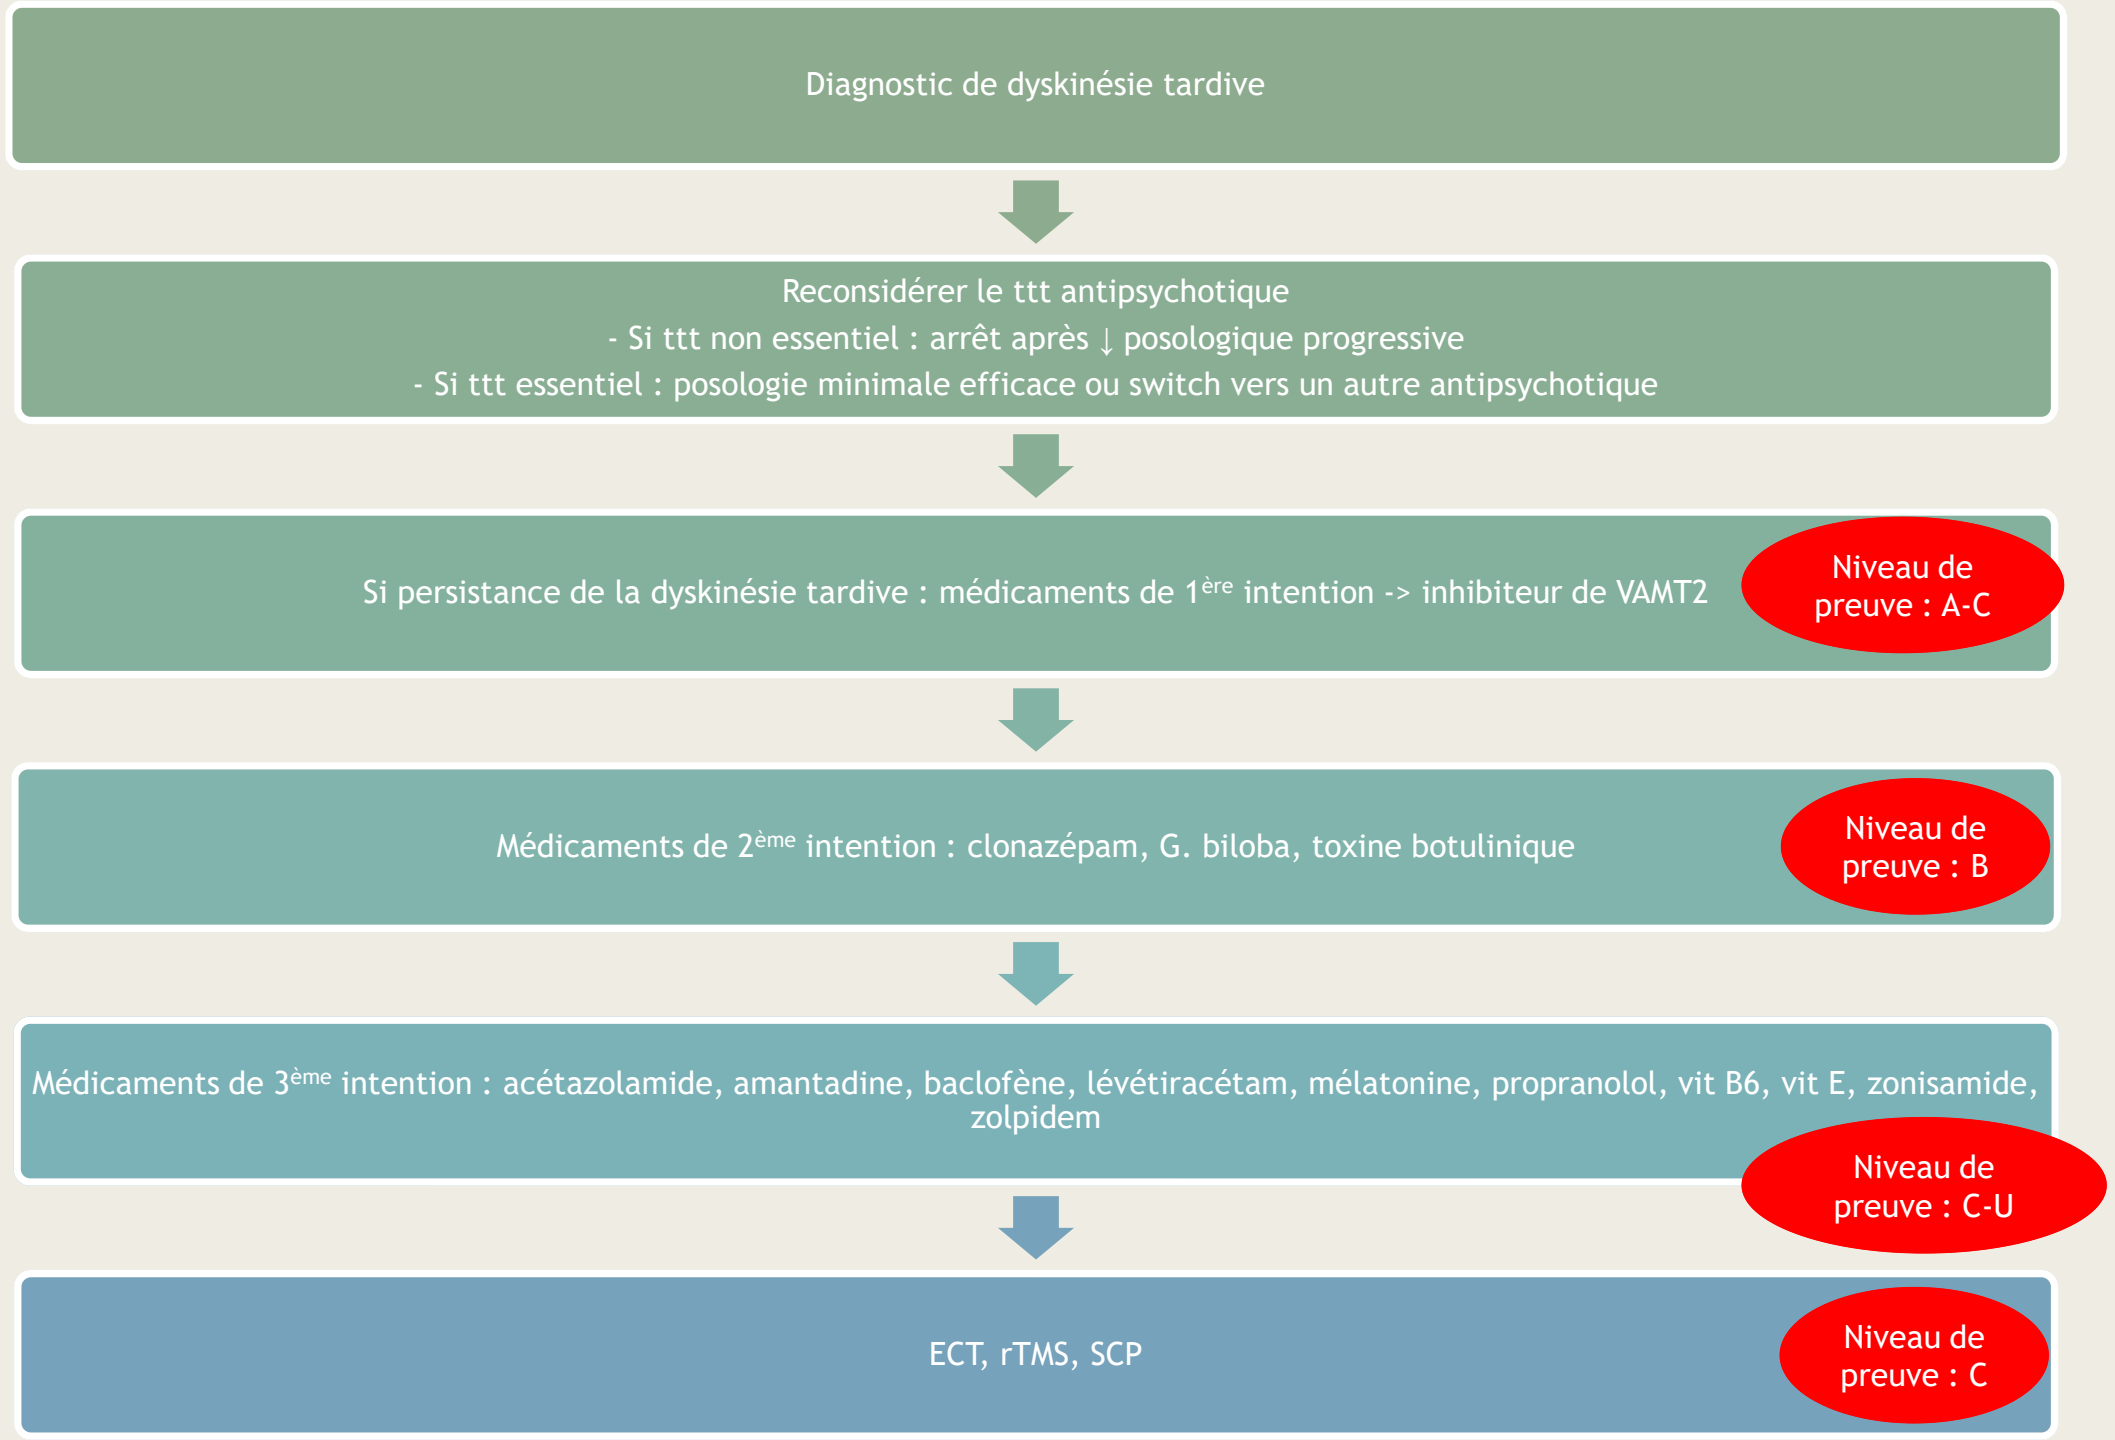 Diagnostic de dyskinésie tardive
Reconsidérer le ttt antipsychotique
- Si ttt non essentiel : arrêt après ↓ posologique progressive
- Si ttt essentiel : posologie minimale efficace ou switch vers un autre antipsychotique
Si persistance de la dyskinésie tardive : médicaments de 1ère intention -> inhibiteur de VAMT2
Niveau de
preuve : A-C
Médicaments de 2ème intention : clonazépam, G. biloba, toxine botulinique
Niveau de
preuve : B
Médicaments de 3ème intention : acétazolamide, amantadine, baclofène, lévétiracétam, mélatonine, propranolol, vit B6, vit E, zonisamide,
zolpidem
Niveau de
preuve : C-U
ECT, rTMS, SCP
Niveau de
preuve : C